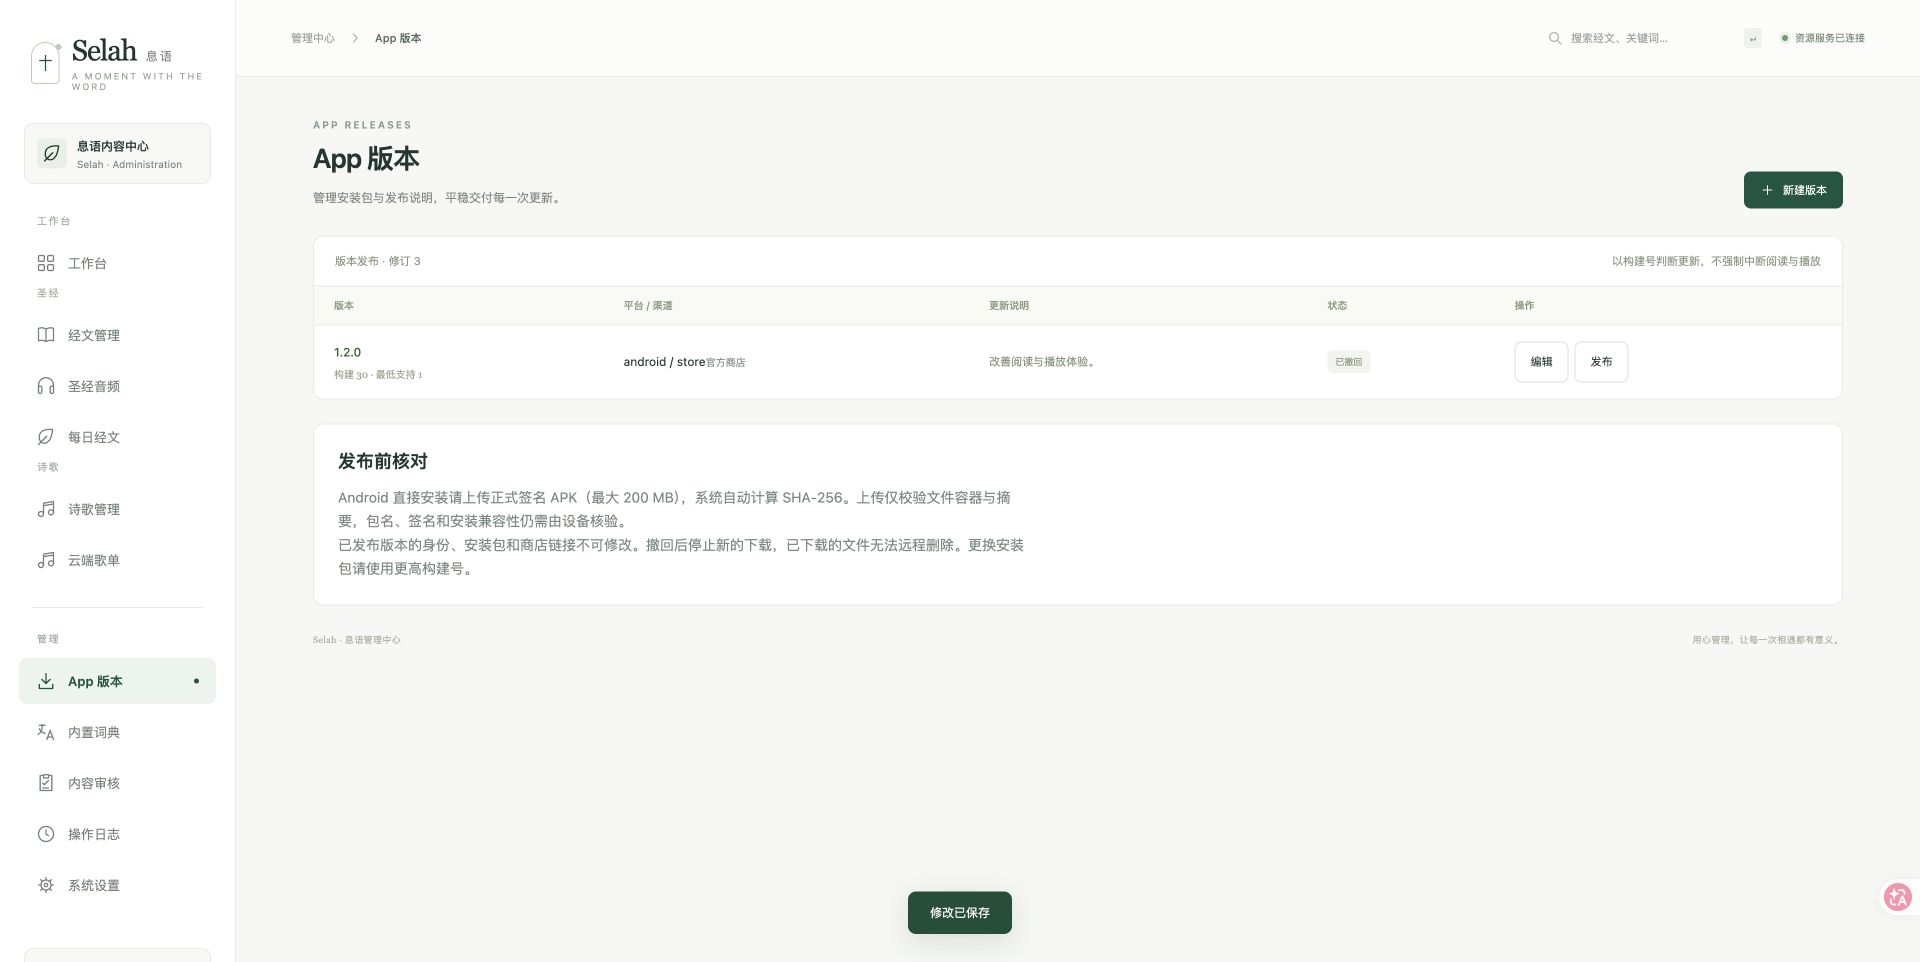 Selah 息语
A MOMENT WITH THE
WORD
息语内容中心
Selah · Administration
工作台
工作台
圣经
经文管理
圣经音频
每日经文
诗歌
诗歌管理
云端歌单
管理
App 版本
内置词典
内容审核
操作日志
系统设置
管理中心
App 版本
搜索经文、关键词...
↵
资源服务已连接
APP RELEASES
App 版本
管理安装包与发布说明，平稳交付每一次更新。
新建版本
版本发布 · 修订 3
以构建号判断更新，不强制中断阅读与播放
版本 平台 / 渠道 更新说明 状态 操作
1.2.0
构建 30 · 最低支持 1
android / store官方商店
改善阅读与播放体验。
已撤回
编辑
发布
发布前核对
Android 直接安装请上传正式签名 APK（最大 200 MB），系统自动计算 SHA-256。上传仅校验文件容器与摘
要，包名、签名和安装兼容性仍需由设备核验。
已发布版本的身份、安装包和商店链接不可修改。撤回后停止新的下载，已下载的文件无法远程删除。更换安装
包请使用更高构建号。
Selah · 息语管理中心
用心管理，让每一次相遇都有意义。
修改已保存